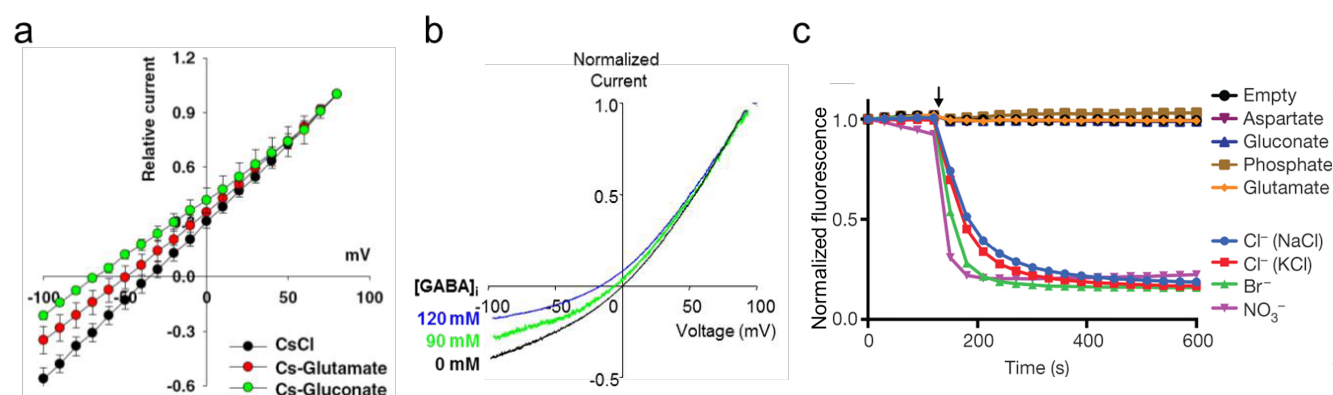 a
Relative current
1.2
0.9
0.6
0.0
-0.3
-0.6
mV
-100
-50
0
50
100
CsCl
Cs-Glutamate
Cs-Gluconate
b
Normalized
Current
1.0
0.5
-0.5
[GABA]i
120 mM
90 mM
0 mM
-100
-50
0
50
100
Voltage (mV)
c
Normalized fluorescence
1.0
0.5
0.0
0
200
400
600
Time (s)
Empty
Aspartate
Gluconate
Phosphate
Glutamate
Cl⁻ (NaCl)
Cl⁻ (KCl)
Br⁻
NO₃⁻